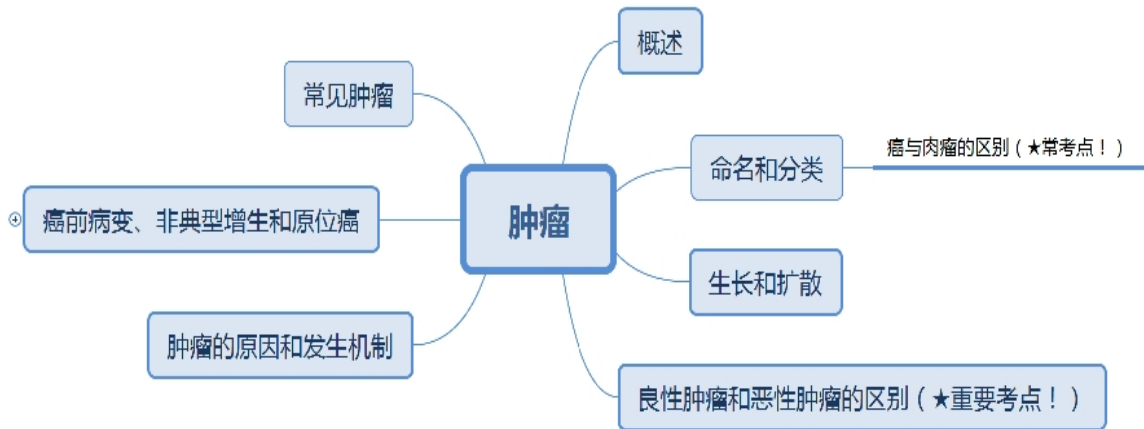 概述
常见肿瘤
癌与肉瘤的区别（★常考点！）
命名和分类
肿瘤
癌前病变、非典型增生和原位癌
生长和扩散
肿瘤的原因和发生机制
良性肿瘤和恶性肿瘤的区别（★重要考点！）